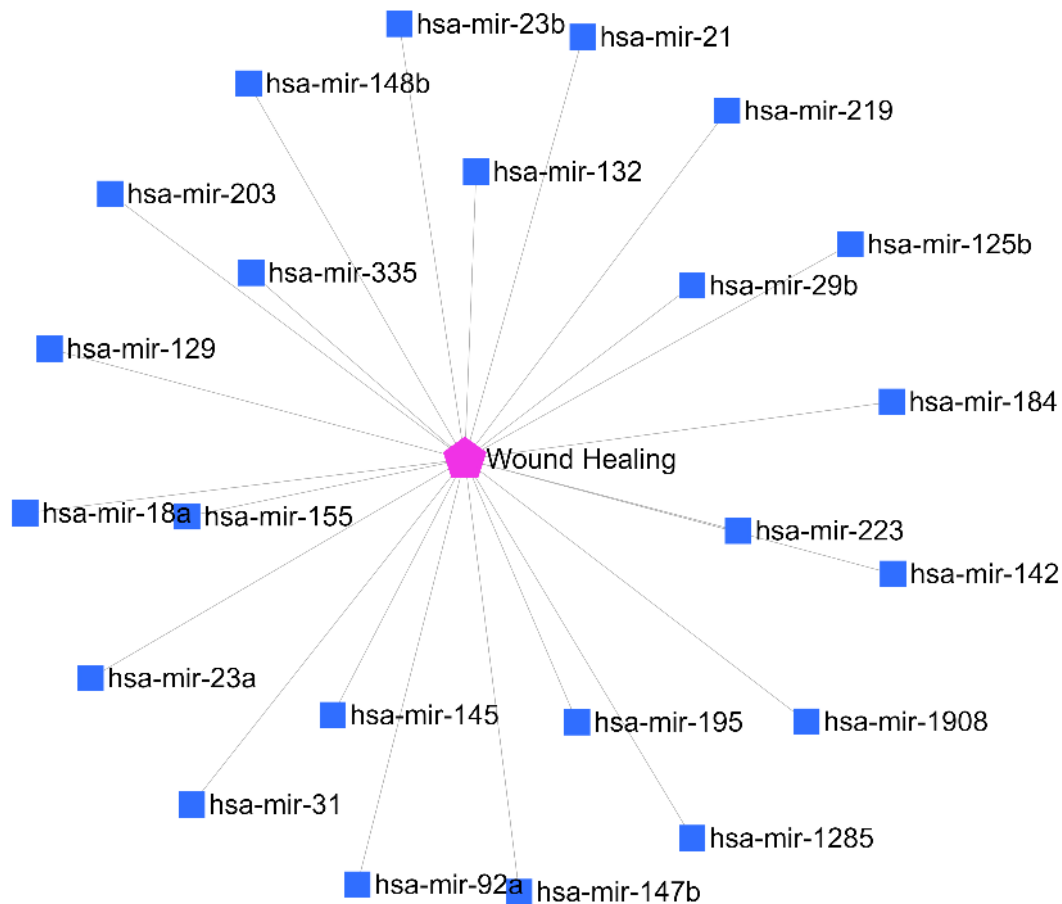 hsa-mir-23b
hsa-mir-21
hsa-mir-148b
hsa-mir-219
hsa-mir-132
hsa-mir-203
hsa-mir-125b
hsa-mir-335
hsa-mir-29b
hsa-mir-129
hsa-mir-184
Wound Healing
hsa-mir-18a
hsa-mir-155
hsa-mir-223
hsa-mir-142
hsa-mir-23a
hsa-mir-145
hsa-mir-195
hsa-mir-1908
hsa-mir-31
hsa-mir-1285
hsa-mir-92a
hsa-mir-147b